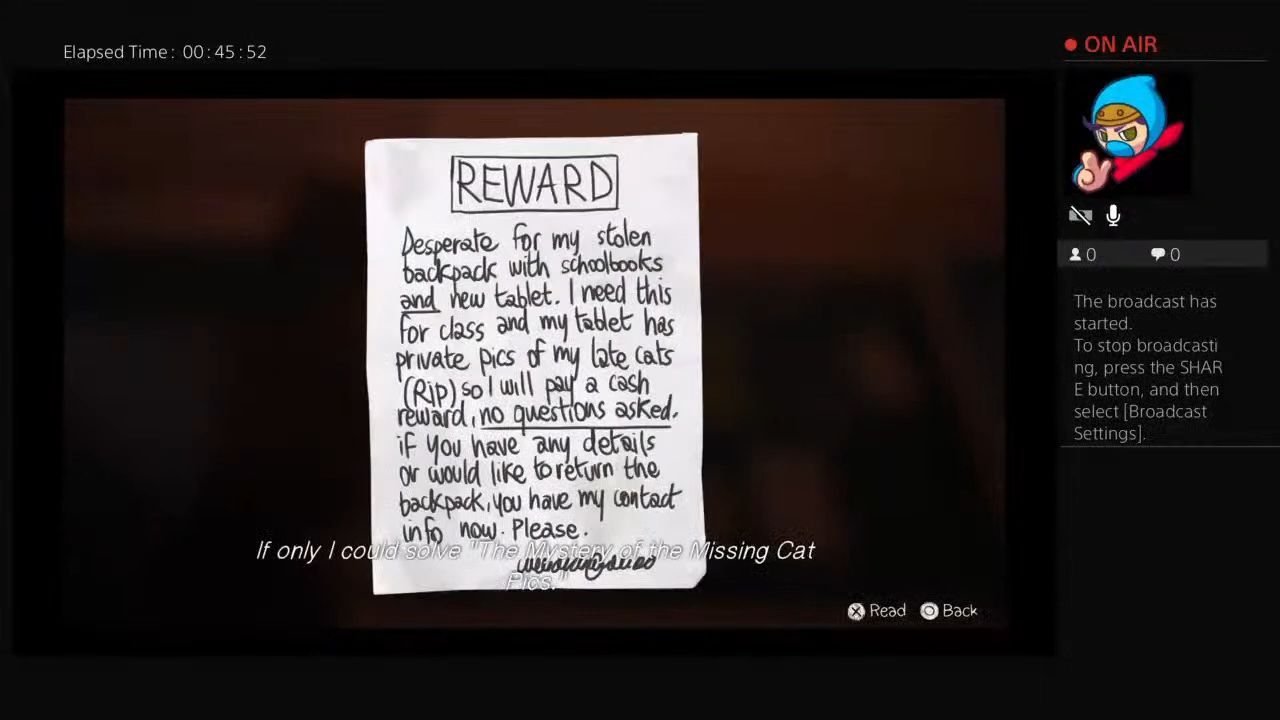 Elapsed Time: 00:45:52
ON AIR
REWARD
Desperate for my stolen
backpack with schoolbooks
and new tablet. I need this
for class and my tablet has
private pics of my late cats
(RIP) so I will pay a cash
reward, no questions asked.
if you have any details
or would like to return the
backpack, you have my contact
info now. Please.
If only I could solve "The Mystery of the Missing Cat
Pics."
Read
Back
0
0
The broadcast has
started.
To stop broadcasti
ng, press the SHAR
E button, and then
select [Broadcast
Settings].